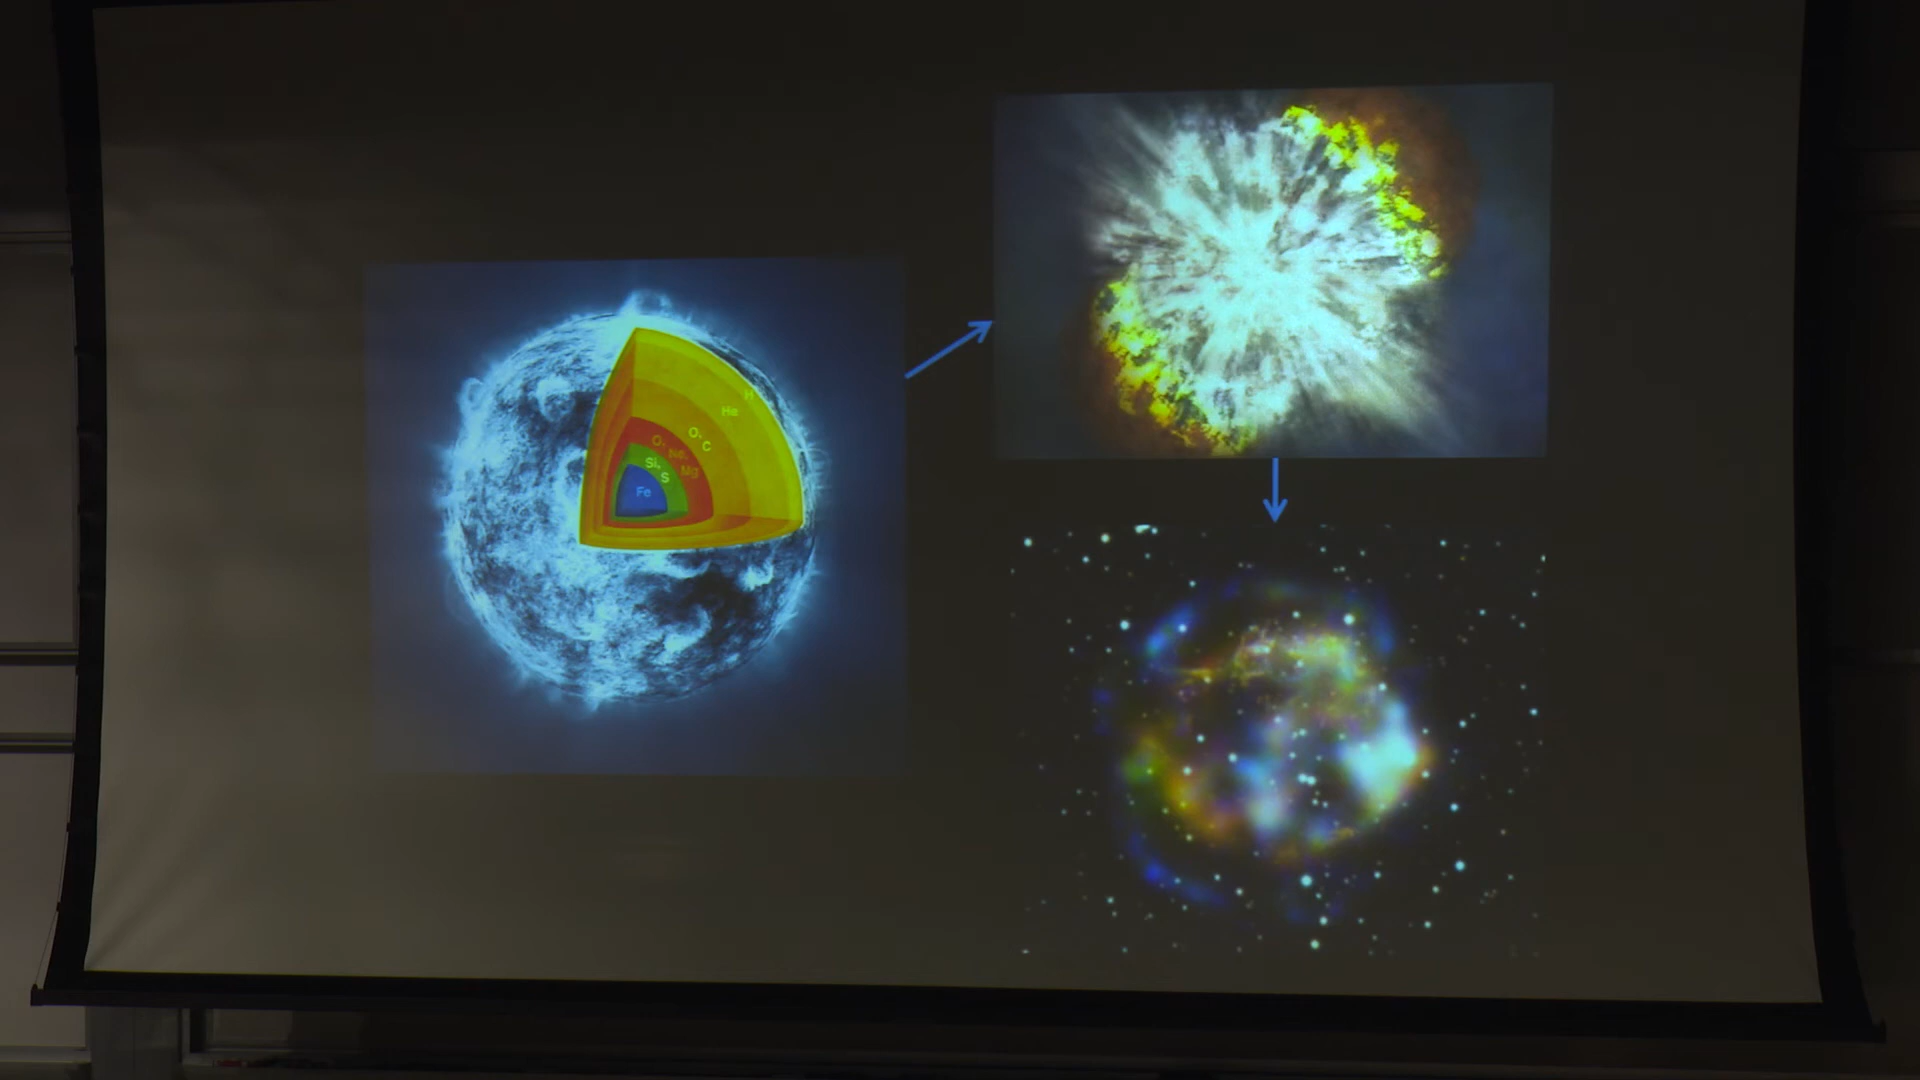 H
He
O, C
O, Ne, Mg
Si, S
Fe